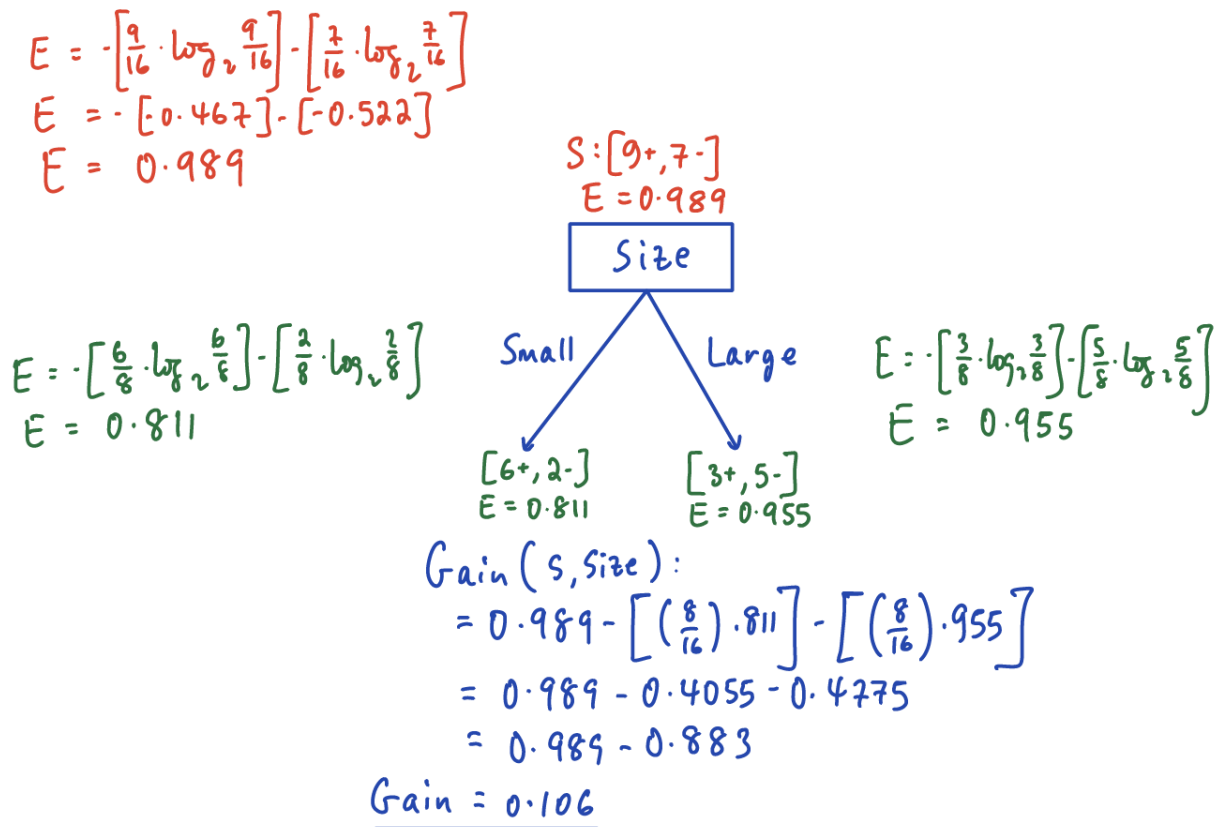 E = -[9/16 · log₂ 9/16] - [7/16 · log₂ 7/16]
E = -[-0.467] - [-0.522]
E = 0.989
S:[9+,7-]
E = 0.989
Size
Small
Large
E = -[6/8 · log₂ 6/8] - [2/8 · log₂ 2/8]
E = 0.811
E = -[3/8 · log₂ 3/8] - [5/8 · log₂ 5/8]
E = 0.955
[6+,2-]
E = 0.811
[3+,5-]
E = 0.955
Gain(S,Size):
= 0.989 - [(8/16).811] - [(8/16).955]
= 0.989 - 0.4055 - 0.4775
= 0.989 - 0.883
Gain = 0.106